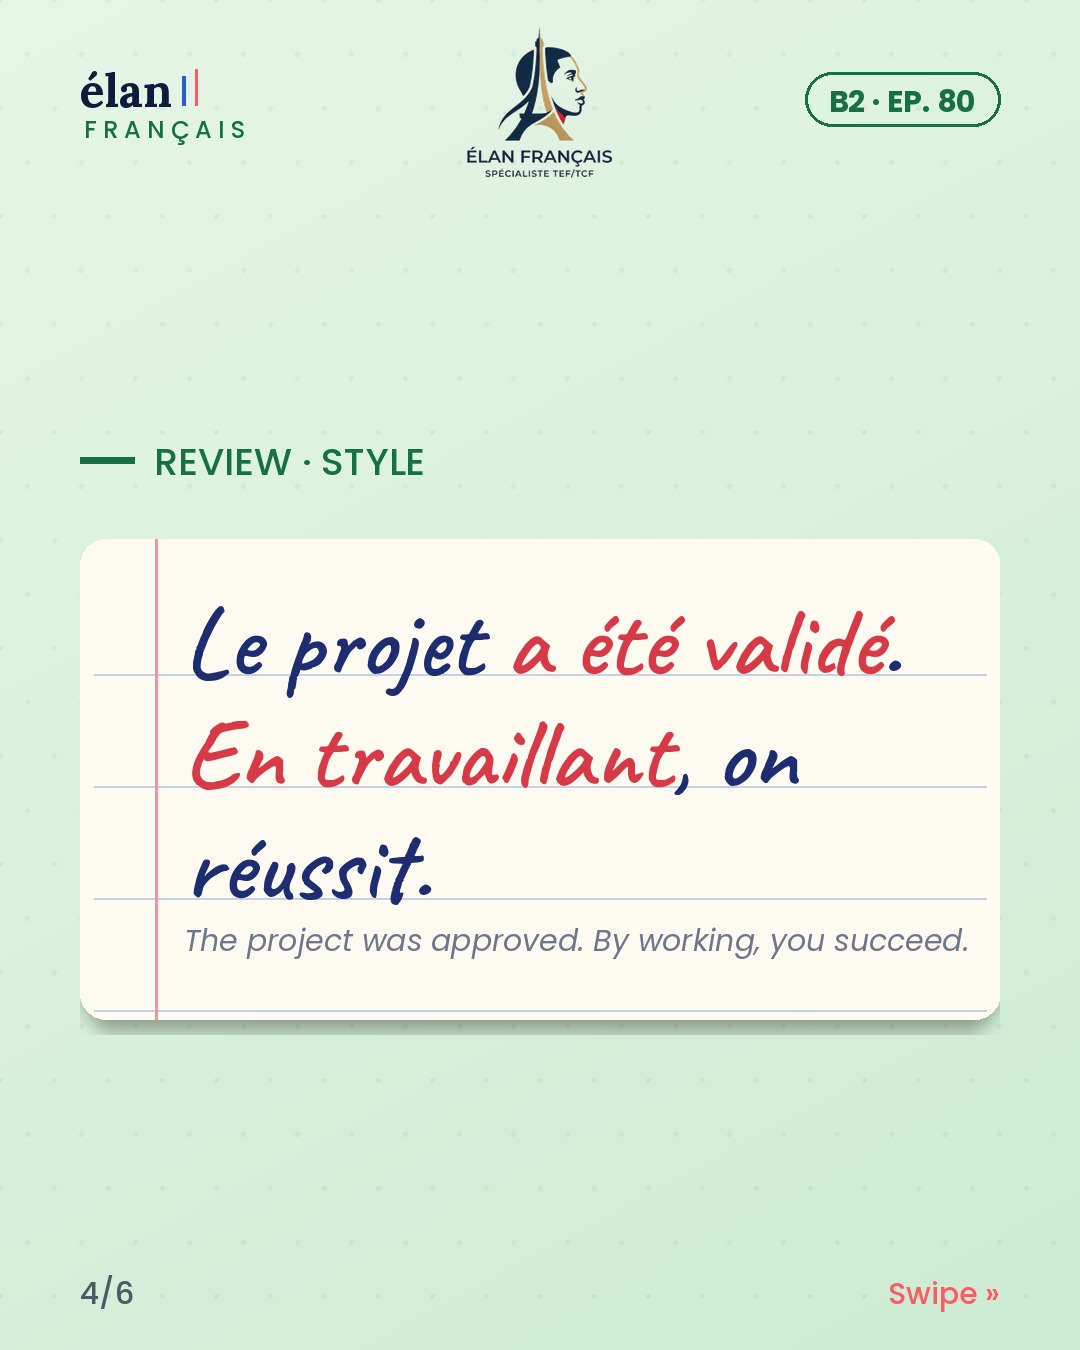 élan
FRANÇAIS
ÉLAN FRANÇAIS
SPÉCIALISTE TEF/TCF
B2 · EP. 80
REVIEW · STYLE
Le projet a été validé.
En travaillant, on
réussit.
The project was approved. By working, you succeed.
4/6
Swipe »